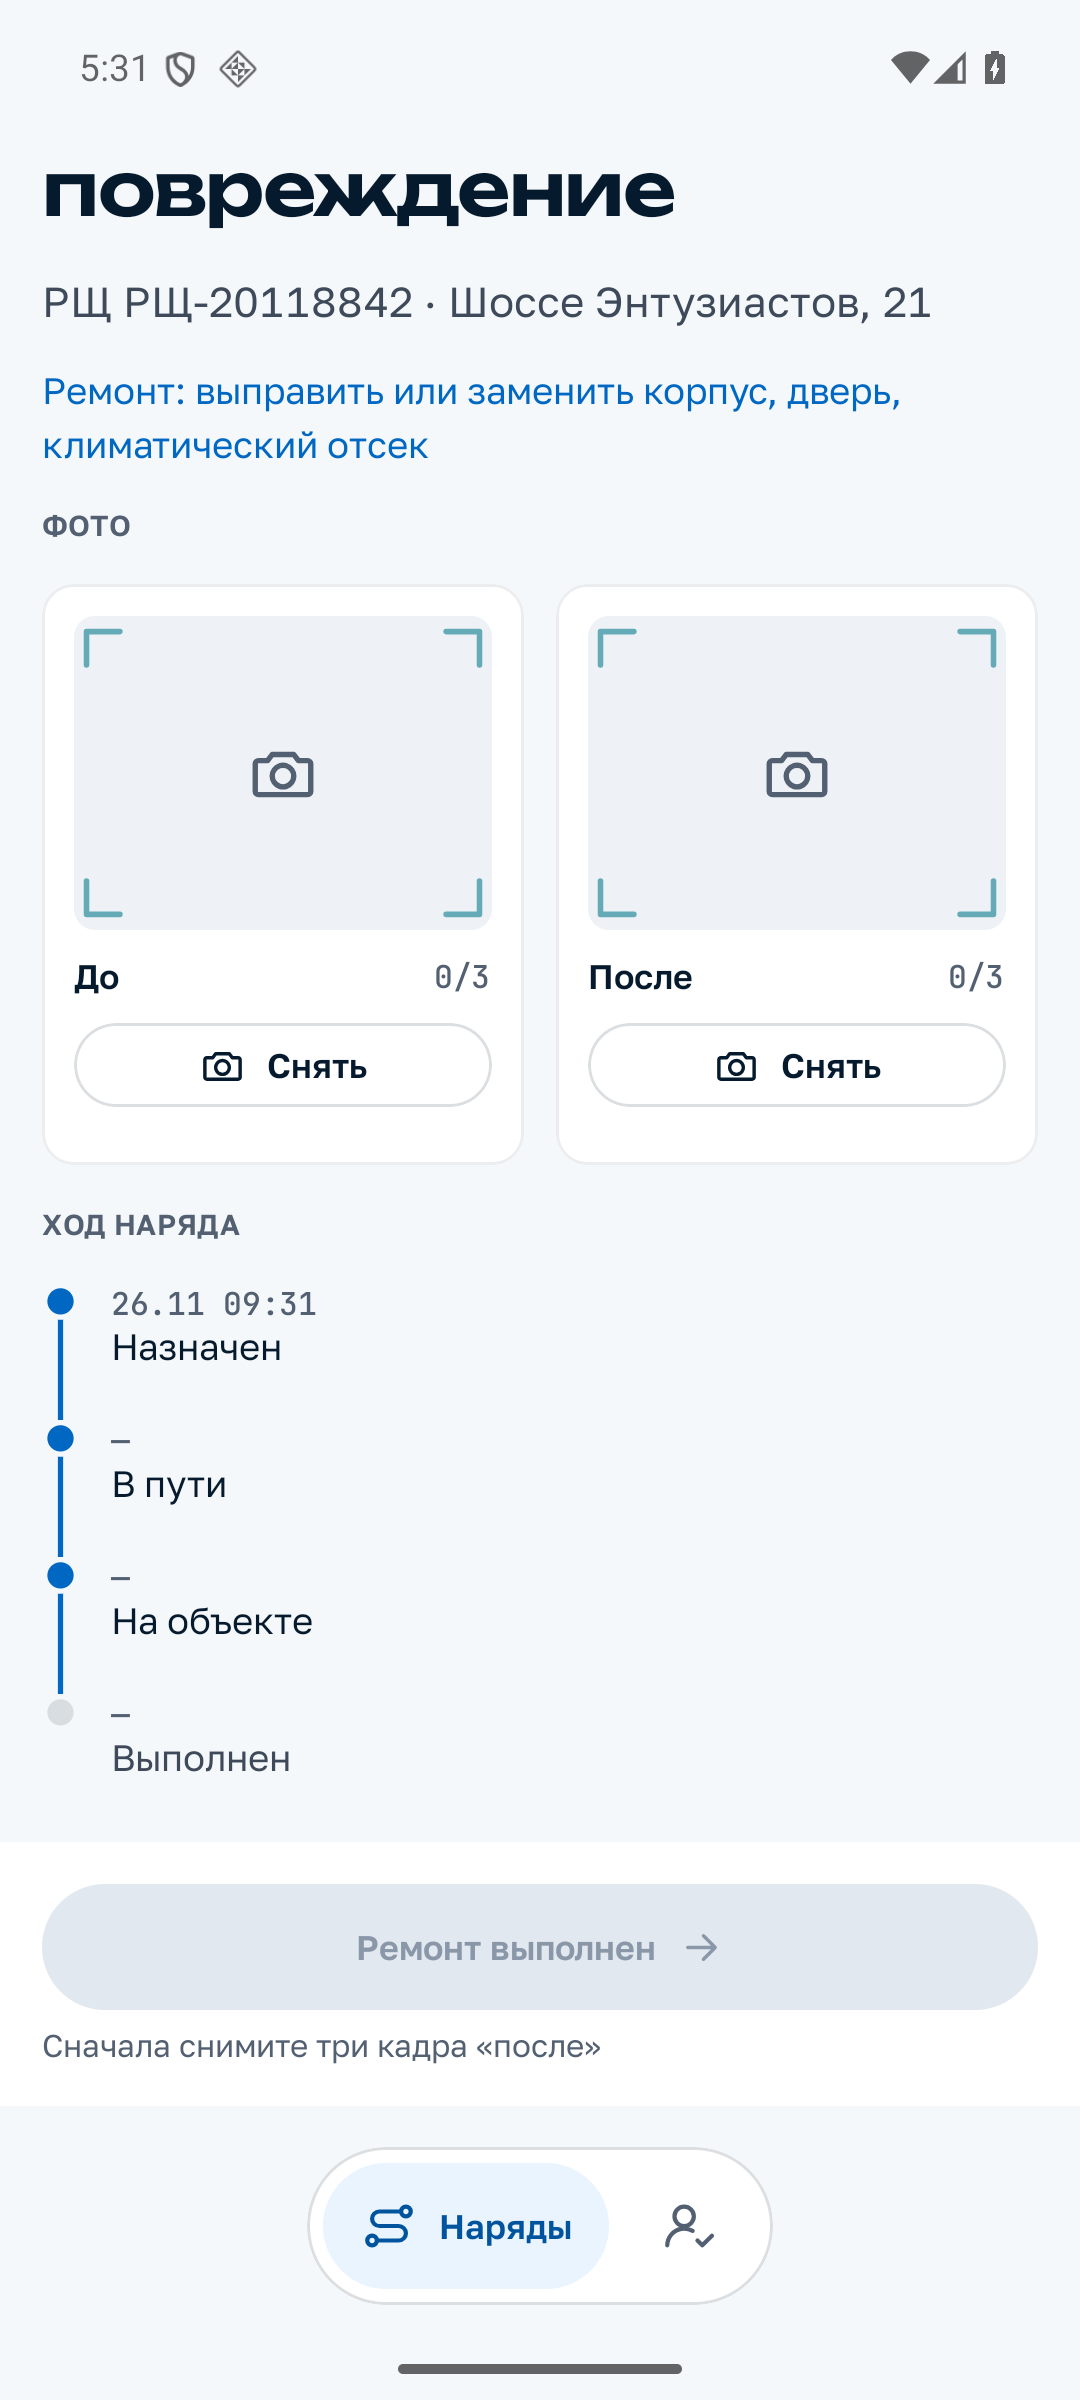 5:31
повреждение
РЩ РЩ-20118842 · Шоссе Энтузиастов, 21
Ремонт: выправить или заменить корпус, дверь,
климатический отсек
ФОТО
До 0/3
После 0/3
Снять
Снять
ХОД НАРЯДА
26.11 09:31
Назначен
–
В пути
–
На объекте
–
Выполнен
Ремонт выполнен →
Сначала снимите три кадра «после»
Наряды